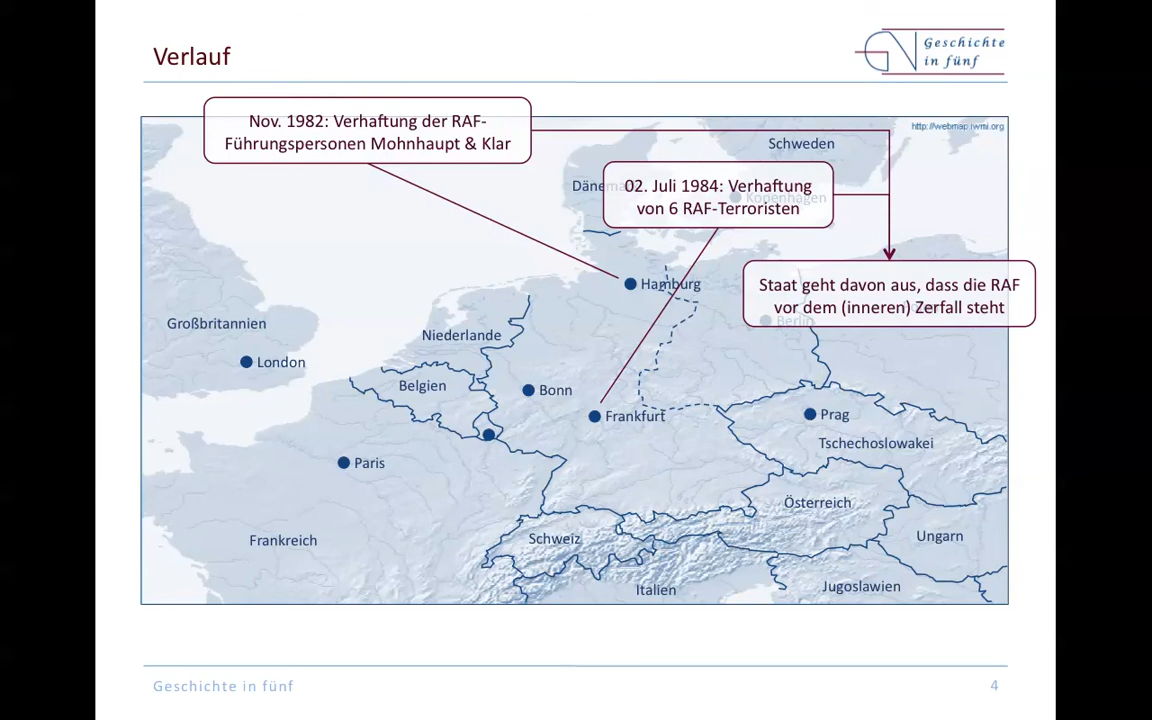 Verlauf
Geschichte
in fünf
Nov. 1982: Verhaftung der RAF-
Führungspersonen Mohnhaupt & Klar
http://webmap.iwmi.org
Schweden
Dänema
02. Juli 1984: Verhaftung
von 6 RAF-Terroristen
Kopenhagen
Hamburg
Staat geht davon aus, dass die RAF
vor dem (inneren) Zerfall steht
Berlin
Großbritannien
Niederlande
London
Belgien
Bonn
Frankfurt
Prag
Tschechoslowakei
Paris
Österreich
Frankreich
Schweiz
Ungarn
Italien
Jugoslawien
Geschichte in fünf
4